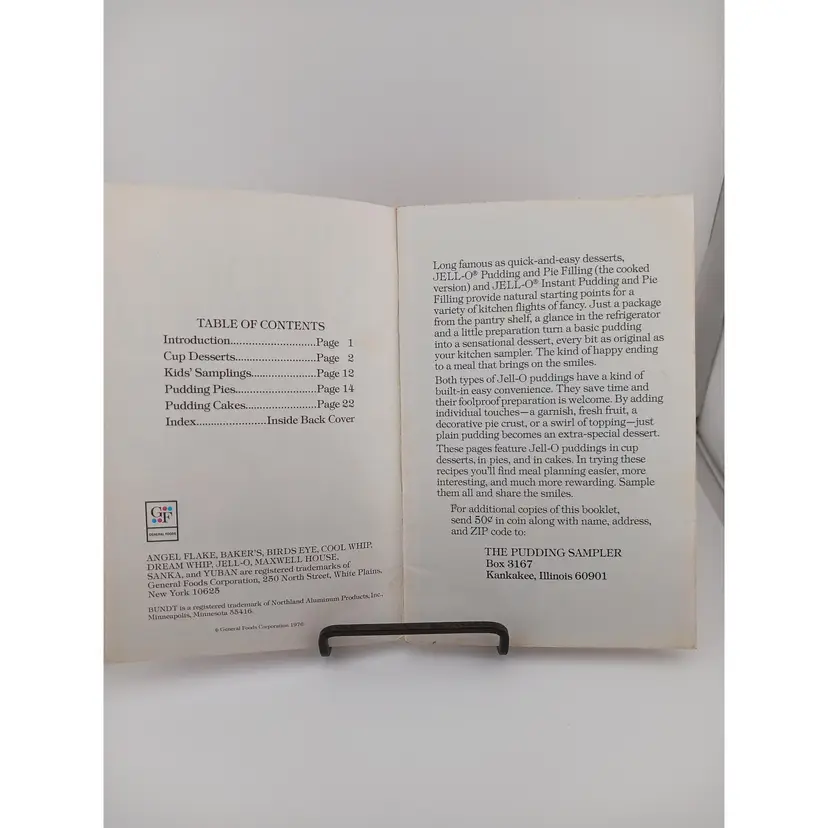 TABLE OF CONTENTS
Introduction............................Page 1
Cup Desserts..........................Page 2
Kids' Samplings.....................Page 12
Pudding Pies..........................Page 14
Pudding Cakes.......................Page 22
Index.......................Inside Back Cover
GF
GENERAL FOODS
ANGEL FLAKE, BAKER'S, BIRDS EYE, COOL WHIP,
DREAM WHIP, JELL-O, MAXWELL HOUSE,
SANKA, and YUBAN are registered trademarks of
General Foods Corporation, 250 North Street, White Plains,
New York 10625
BUNDT is a registered trademark of Northland Aluminum Products, Inc.
Minneapolis, Minnesota 55416.
© General Foods Corporation
Long famous as quick-and-easy desserts,
JELL-O® Pudding and Pie Filling (the cooked
version) and JELL-O® Instant Pudding and Pie
Filling provide natural starting points for a
variety of kitchen flights of fancy. Just a package
from the pantry shelf, a glance in the refrigerator
and a little preparation turn a basic pudding
into a sensational dessert, every bit as original as
your kitchen sampler. The kind of happy ending
to a meal that brings on the smiles.
Both types of Jell-O puddings have a kind of
built-in easy convenience. They save time and
their foolproof preparation is welcome. By adding
individual touches—a garnish, fresh fruit, a
decorative pie crust, or a swirl of topping—just
plain pudding becomes an extra-special dessert.
These pages feature Jell-O puddings in cup
desserts, in pies, and in cakes. In trying these
recipes you'll find meal planning easier, more
interesting, and much more rewarding. Sample
them all and share the smiles.
For additional copies of this booklet,
send 50¢ in coin along with name, address,
and ZIP code to:
THE PUDDING SAMPLER
Box 3167
Kankakee, Illinois 60901